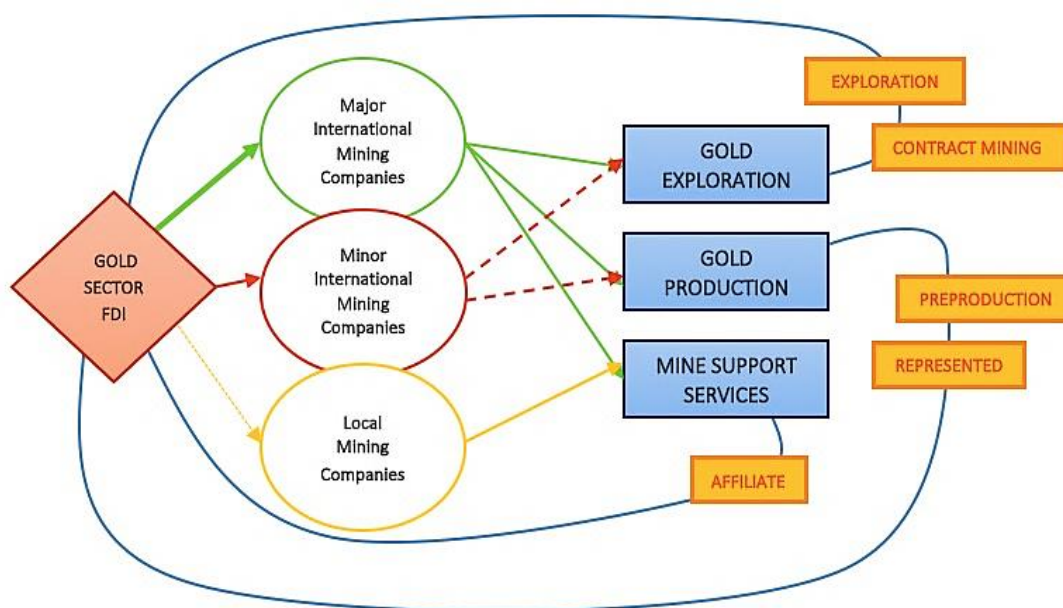 GOLD
SECTOR
FDI
Major
International
Mining
Companies
Minor
International
Mining
Companies
Local
Mining
Companies
GOLD
EXPLORATION
GOLD
PRODUCTION
MINE SUPPORT
SERVICES
EXPLORATION
CONTRACT MINING
PREPRODUCTION
REPRESENTED
AFFILIATE